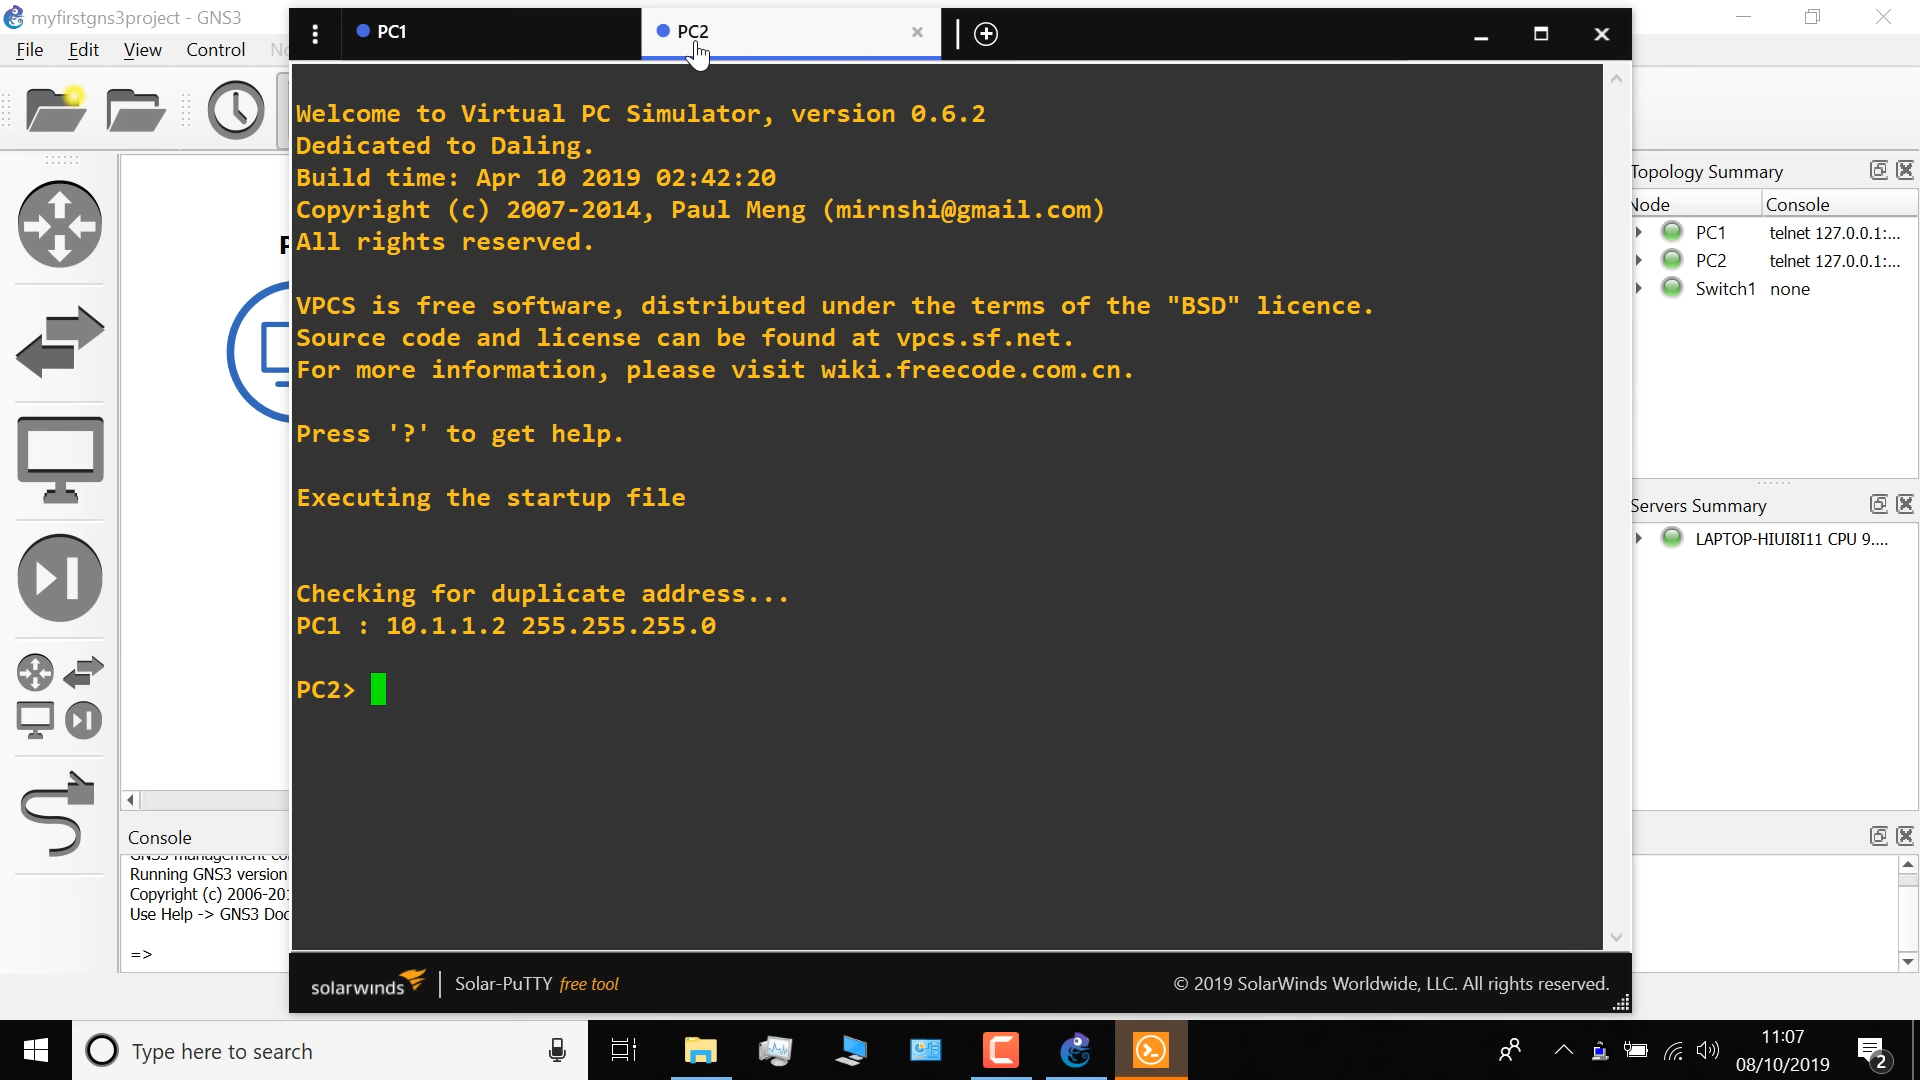 myfirstgns3project - GNS3
File Edit View Control No
PC1
PC2
Welcome to Virtual PC Simulator, version 0.6.2
Dedicated to Daling.
Build time: Apr 10 2019 02:42:20
Copyright (c) 2007-2014, Paul Meng (mirnshi@gmail.com)
All rights reserved.
VPCS is free software, distributed under the terms of the "BSD" licence.
Source code and license can be found at vpcs.sf.net.
For more information, please visit wiki.freecode.com.cn.
Press '?' to get help.
Executing the startup file
Checking for duplicate address...
PC1 : 10.1.1.2 255.255.255.0
PC2>
solarwinds
Solar-PuTTY free tool
© 2019 SolarWinds Worldwide, LLC. All rights reserved.
Topology Summary
Node Console
PC1 telnet 127.0.0.1:...
PC2 telnet 127.0.0.1:...
Switch1 none
Servers Summary
LAPTOP-HIUI8I11 CPU 9....
Console
Running GNS3 version
Copyright (c) 2006-20
Use Help -> GNS3 Doc
=>
Type here to search
11:07
08/10/2019
2